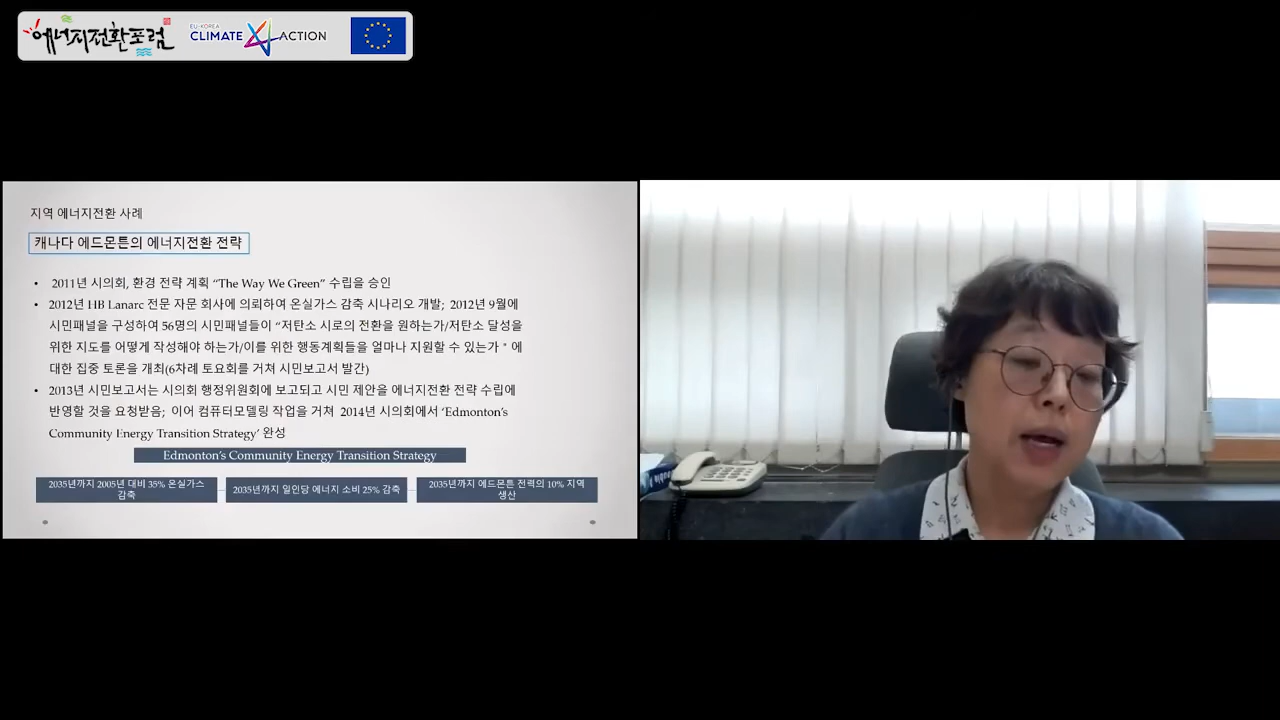 에너지전환포럼
EU-KOREA
CLIMATE ACTION
지역 에너지전환 사례
캐나다 에드몬튼의 에너지전환 전략
• 2011년 시의회, 환경 전략 계획 “The Way We Green” 수립을 승인
• 2012년 HB Lanarc 전문 자문 회사에 의뢰하여 온실가스 감축 시나리오 개발; 2012년 9월에
시민패널을 구성하여 56명의 시민패널들이 “저탄소 시로의 전환을 원하는가/저탄소 달성을
위한 지도를 어떻게 작성해야 하는가/이를 위한 행동계획들을 얼마나 지원할 수 있는가 " 에
대한 집중 토론을 개최(6차례 토요회를 거쳐 시민보고서 발간)
• 2013년 시민보고서는 시의회 행정위원회에 보고되고 시민 제안을 에너지전환 전략 수립에
반영할 것을 요청받음; 이어 컴퓨터모델링 작업을 거쳐 2014년 시의회에서 ‘Edmonton’s
Community Energy Transition Strategy’ 완성
Edmonton’s Community Energy Transition Strategy
2035년까지 2005년 대비 35% 온실가스
감축
2035년까지 일인당 에너지 소비 25% 감축
2035년까지 에드몬튼 전력의 10% 지역
생산